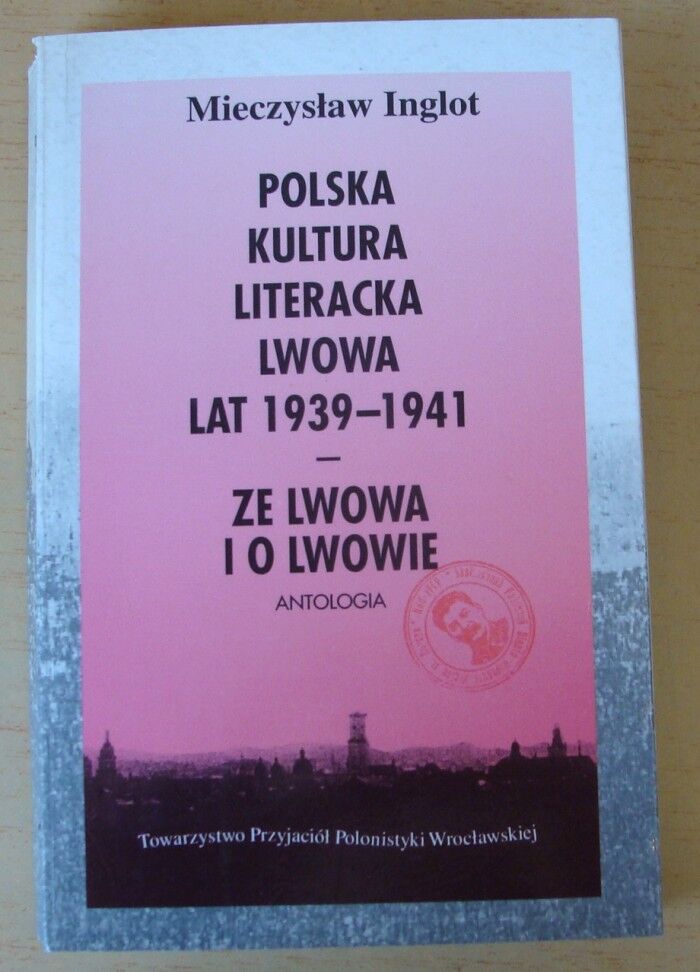 Mieczysław Inglot
POLSKA
KULTURA
LITERACKA
LWOWA
LAT 1939–1941
–
ZE LWOWA
I O LWOWIE
ANTOLOGIA
Towarzystwo Przyjaciół Polonistyki Wrocławskiej